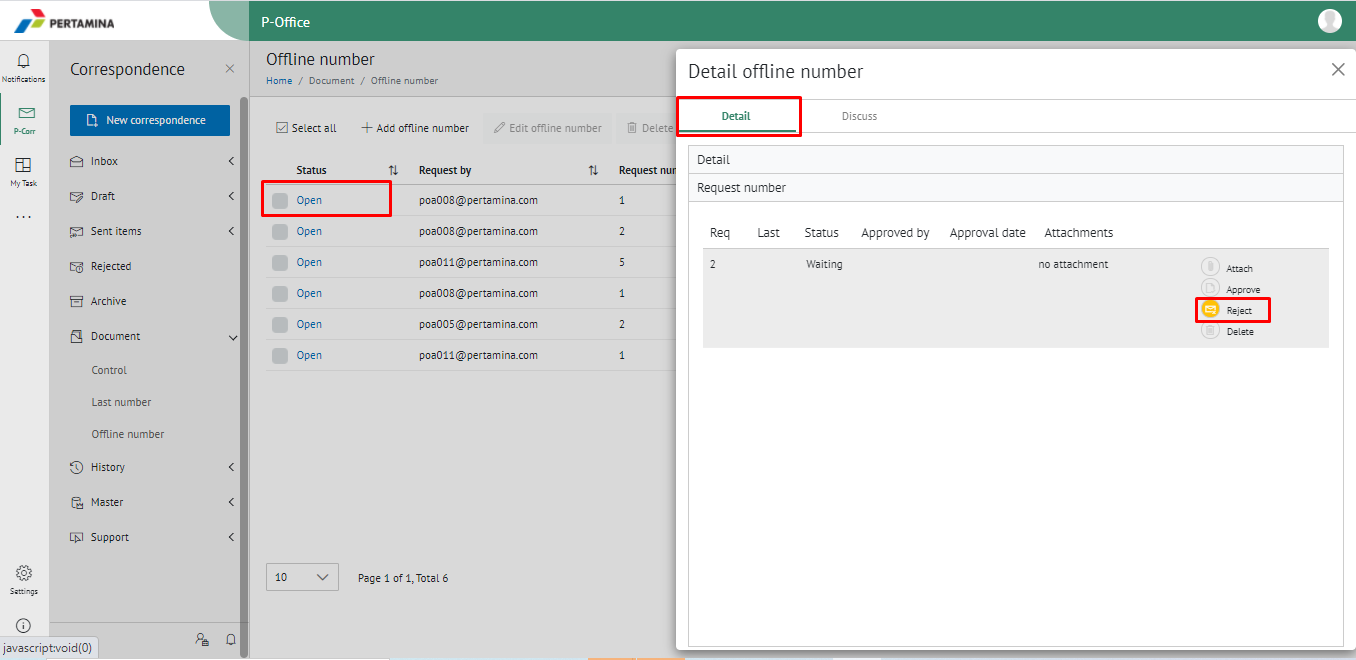 PERTAMINA
P-Office
Notifications
P-Corr
My Task
...
Settings
Correspondence
New correspondence
Inbox
Draft
Sent items
Rejected
Archive
Document
Control
Last number
Offline number
History
Master
Support
javascript:void(0)
Offline number
Home / Document / Offline number
Select all Add offline number Edit offline number Delete
Status Request by Request nur
Open poa008@pertamina.com 1
Open poa008@pertamina.com 2
Open poa011@pertamina.com 5
Open poa008@pertamina.com 1
Open poa005@pertamina.com 2
Open poa011@pertamina.com 1
10 Page 1 of 1, Total 6
Detail offline number
Detail Discuss
Detail
Request number
Req Last Status Approved by Approval date Attachments
2 Waiting no attachment
Attach
Approve
Reject
Delete